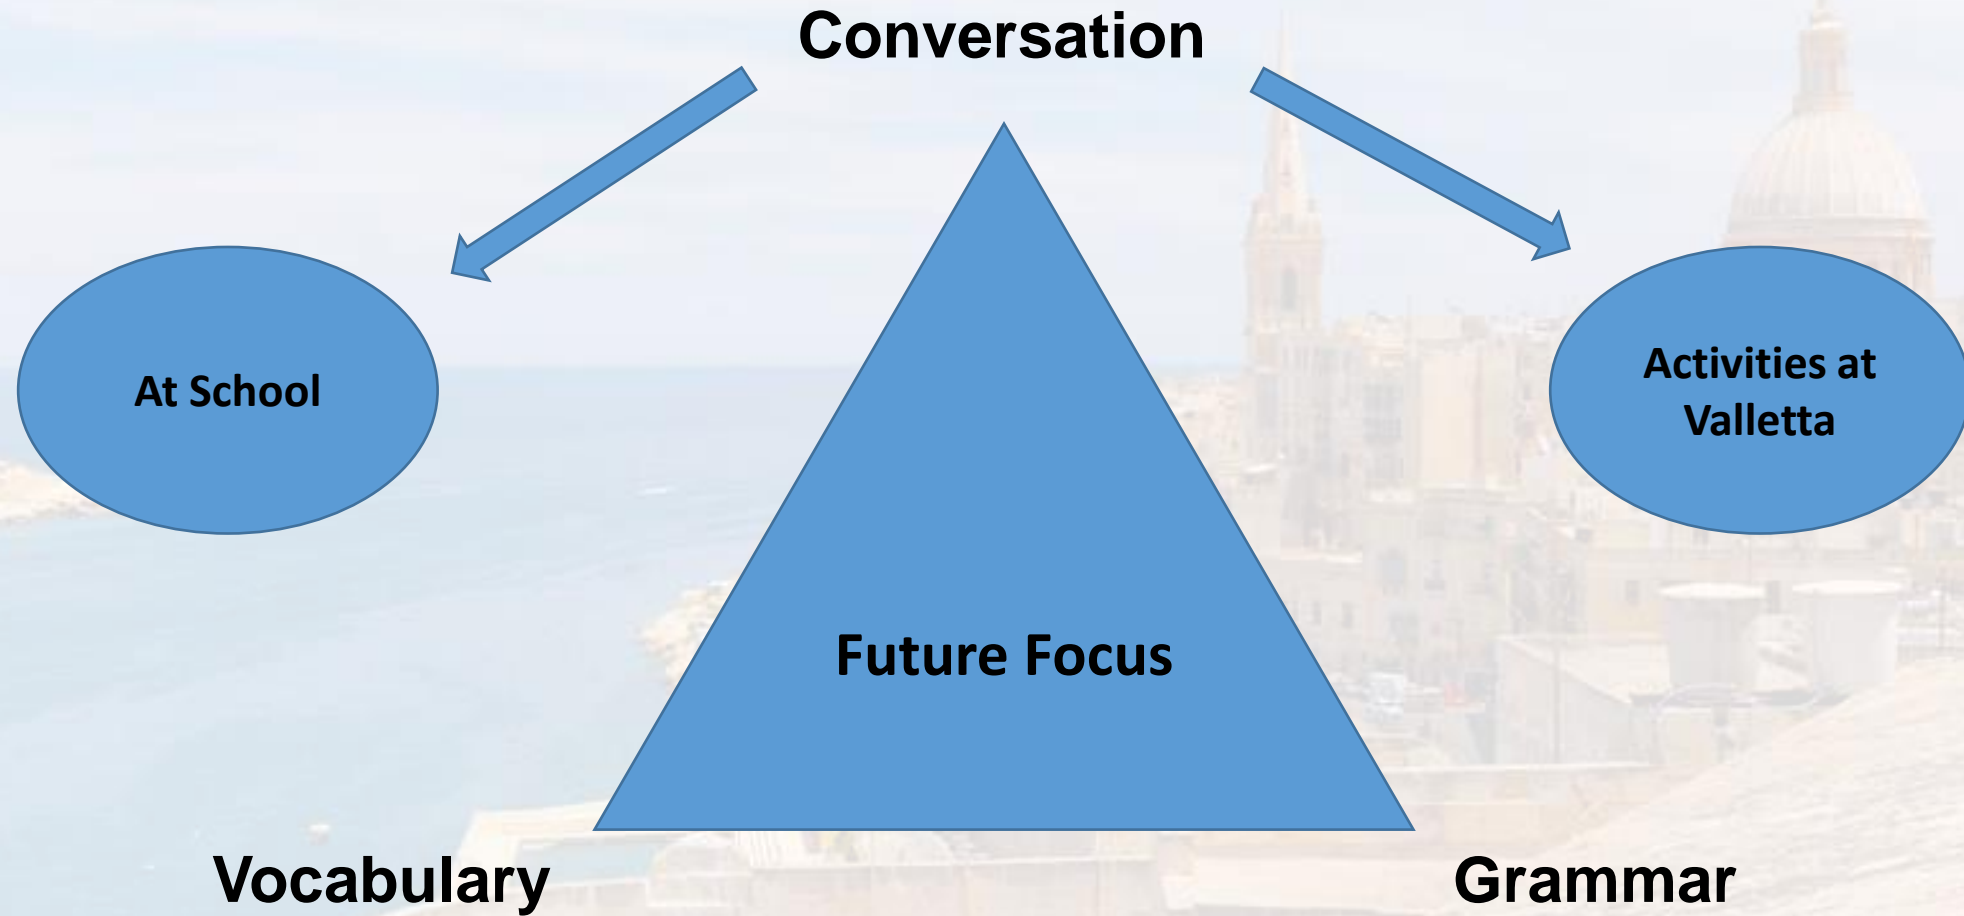 Conversation
At School
Activities at
Valletta
Future Focus
Vocabulary
Grammar